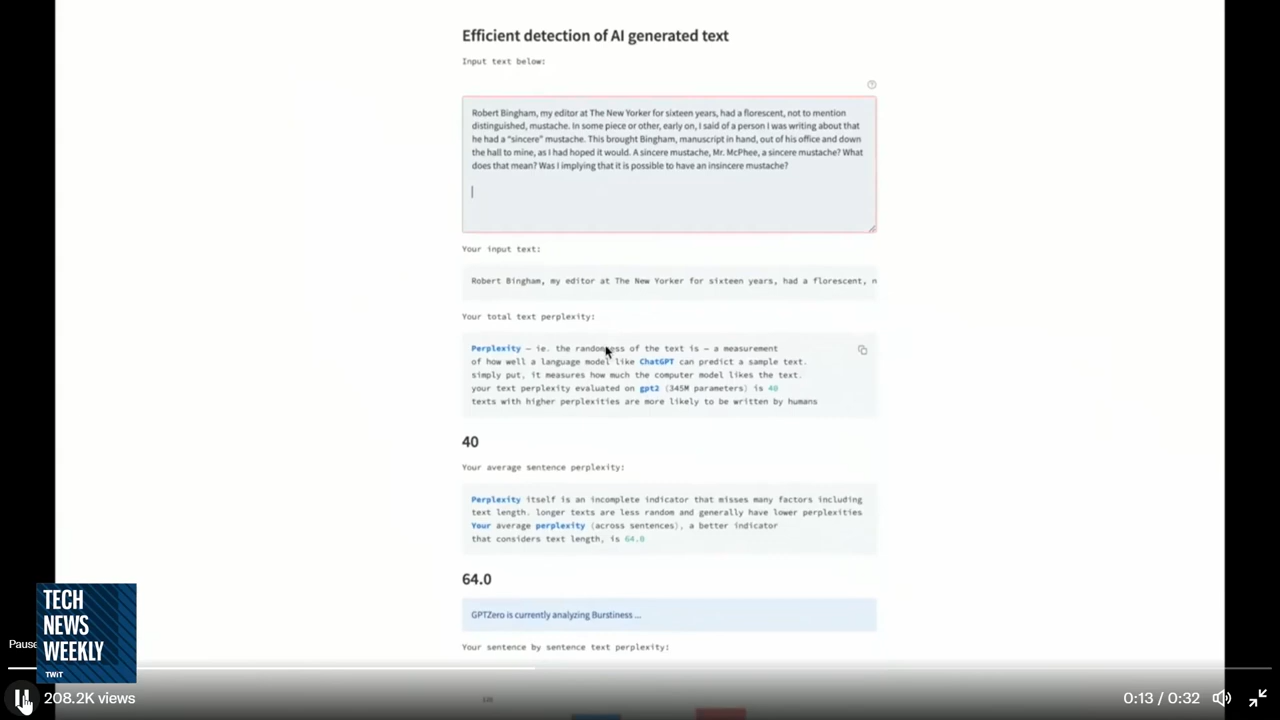 Efficient detection of AI generated text
Input text below:
Robert Bingham, my editor at The New Yorker for sixteen years, had a florescent, not to mention
distinguished, mustache. In some piece or other, early on, I said of a person I was writing about that
he had a “sincere” mustache. This brought Bingham, manuscript in hand, out of his office and down
the hall to mine, as I had hoped it would. A sincere mustache, Mr. McPhee, a sincere mustache? What
does that mean? Was I implying that it is possible to have an insincere mustache?
Your input text:
Robert Bingham, my editor at The New Yorker for sixteen years, had a florescent, n
Your total text perplexity:
Perplexity — ie. the randomness of the text is — a measurement
of how well a language model like ChatGPT can predict a sample text.
simply put, it measures how much the computer model likes the text.
your text perplexity evaluated on gpt2 (345M parameters) is 40
texts with higher perplexities are more likely to be written by humans
40
Your average sentence perplexity:
Perplexity itself is an incomplete indicator that misses many factors including
text length. longer texts are less random and generally have lower perplexities
Your average perplexity (across sentences), a better indicator
that considers text length, is 64.0
64.0
GPTZero is currently analyzing Burstiness ...
Your sentence by sentence text perplexity:
TECH
NEWS
WEEKLY
TWiT
Pause
208.2K views
0:13 / 0:32